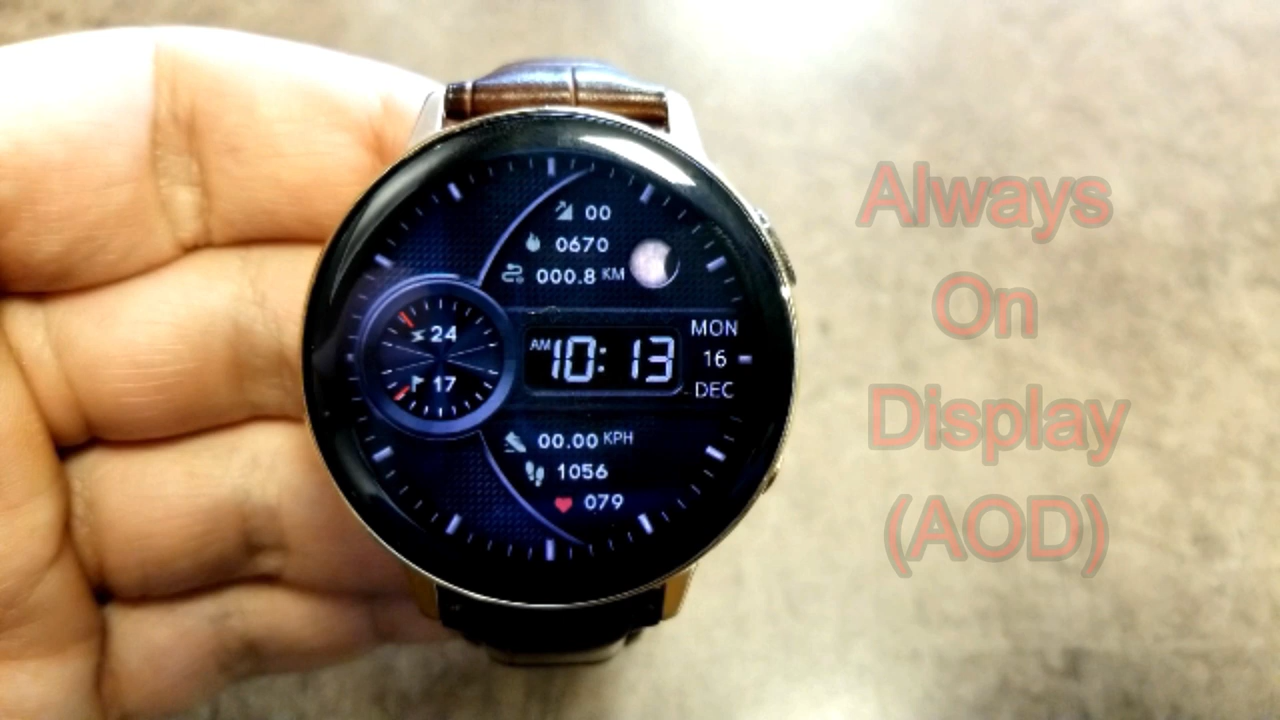 00
0670
000.8 KM
24
17
AM 10:13
MON
16
DEC
00.00 KPH
1056
079
Always
On
Display
(AOD)